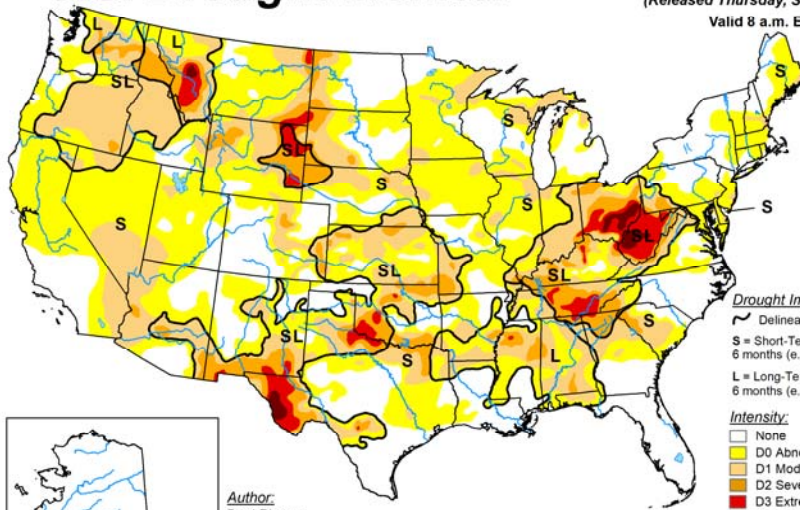 (Released Thursday, S
Valid 8 a.m. E
L
L
SL
S
S
SL
S
S
S
SL
S
SL
SL
SL
S
S
L
Drought In
Delinea
S = Short-Te
6 months (e.
L = Long-Te
6 months (e.
Intensity:
None
D0 Abno
D1 Mod
D2 Seve
D3 Extre
Author: